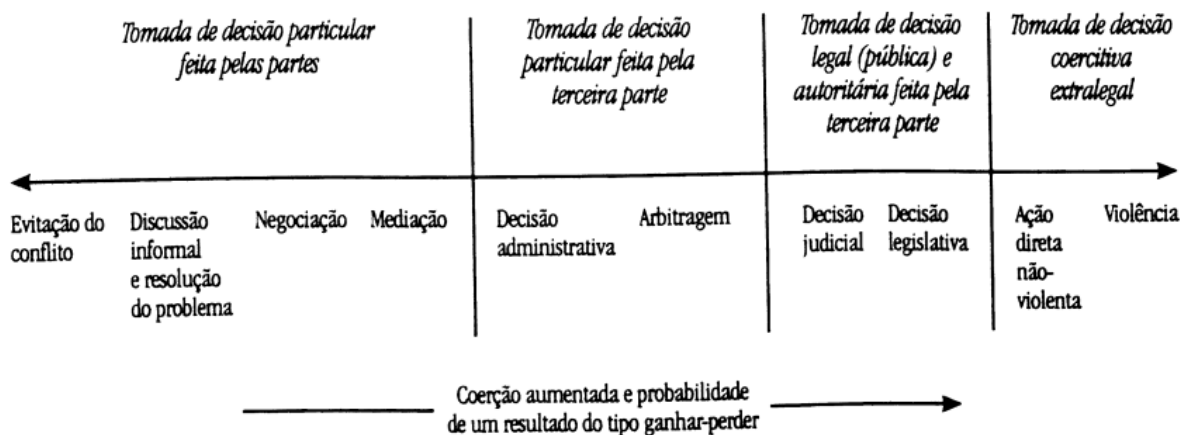 Tomada de decisão particular
feita pelas partes
Tomada de decisão
particular feita pela
terceira parte
Tomada de decisão
legal (pública) e
autoritária feita pela
terceira parte
Tomada de decisão
coercitiva
extralegal
Evitação do
conflito
Discussão
informal
e resolução
do problema
Negociação
Mediação
Decisão
administrativa
Arbitragem
Decisão
judicial
Decisão
legislativa
Ação
direta
não-
violenta
Violência
Coerção aumentada e probabilidade
de um resultado do tipo ganhar-perder